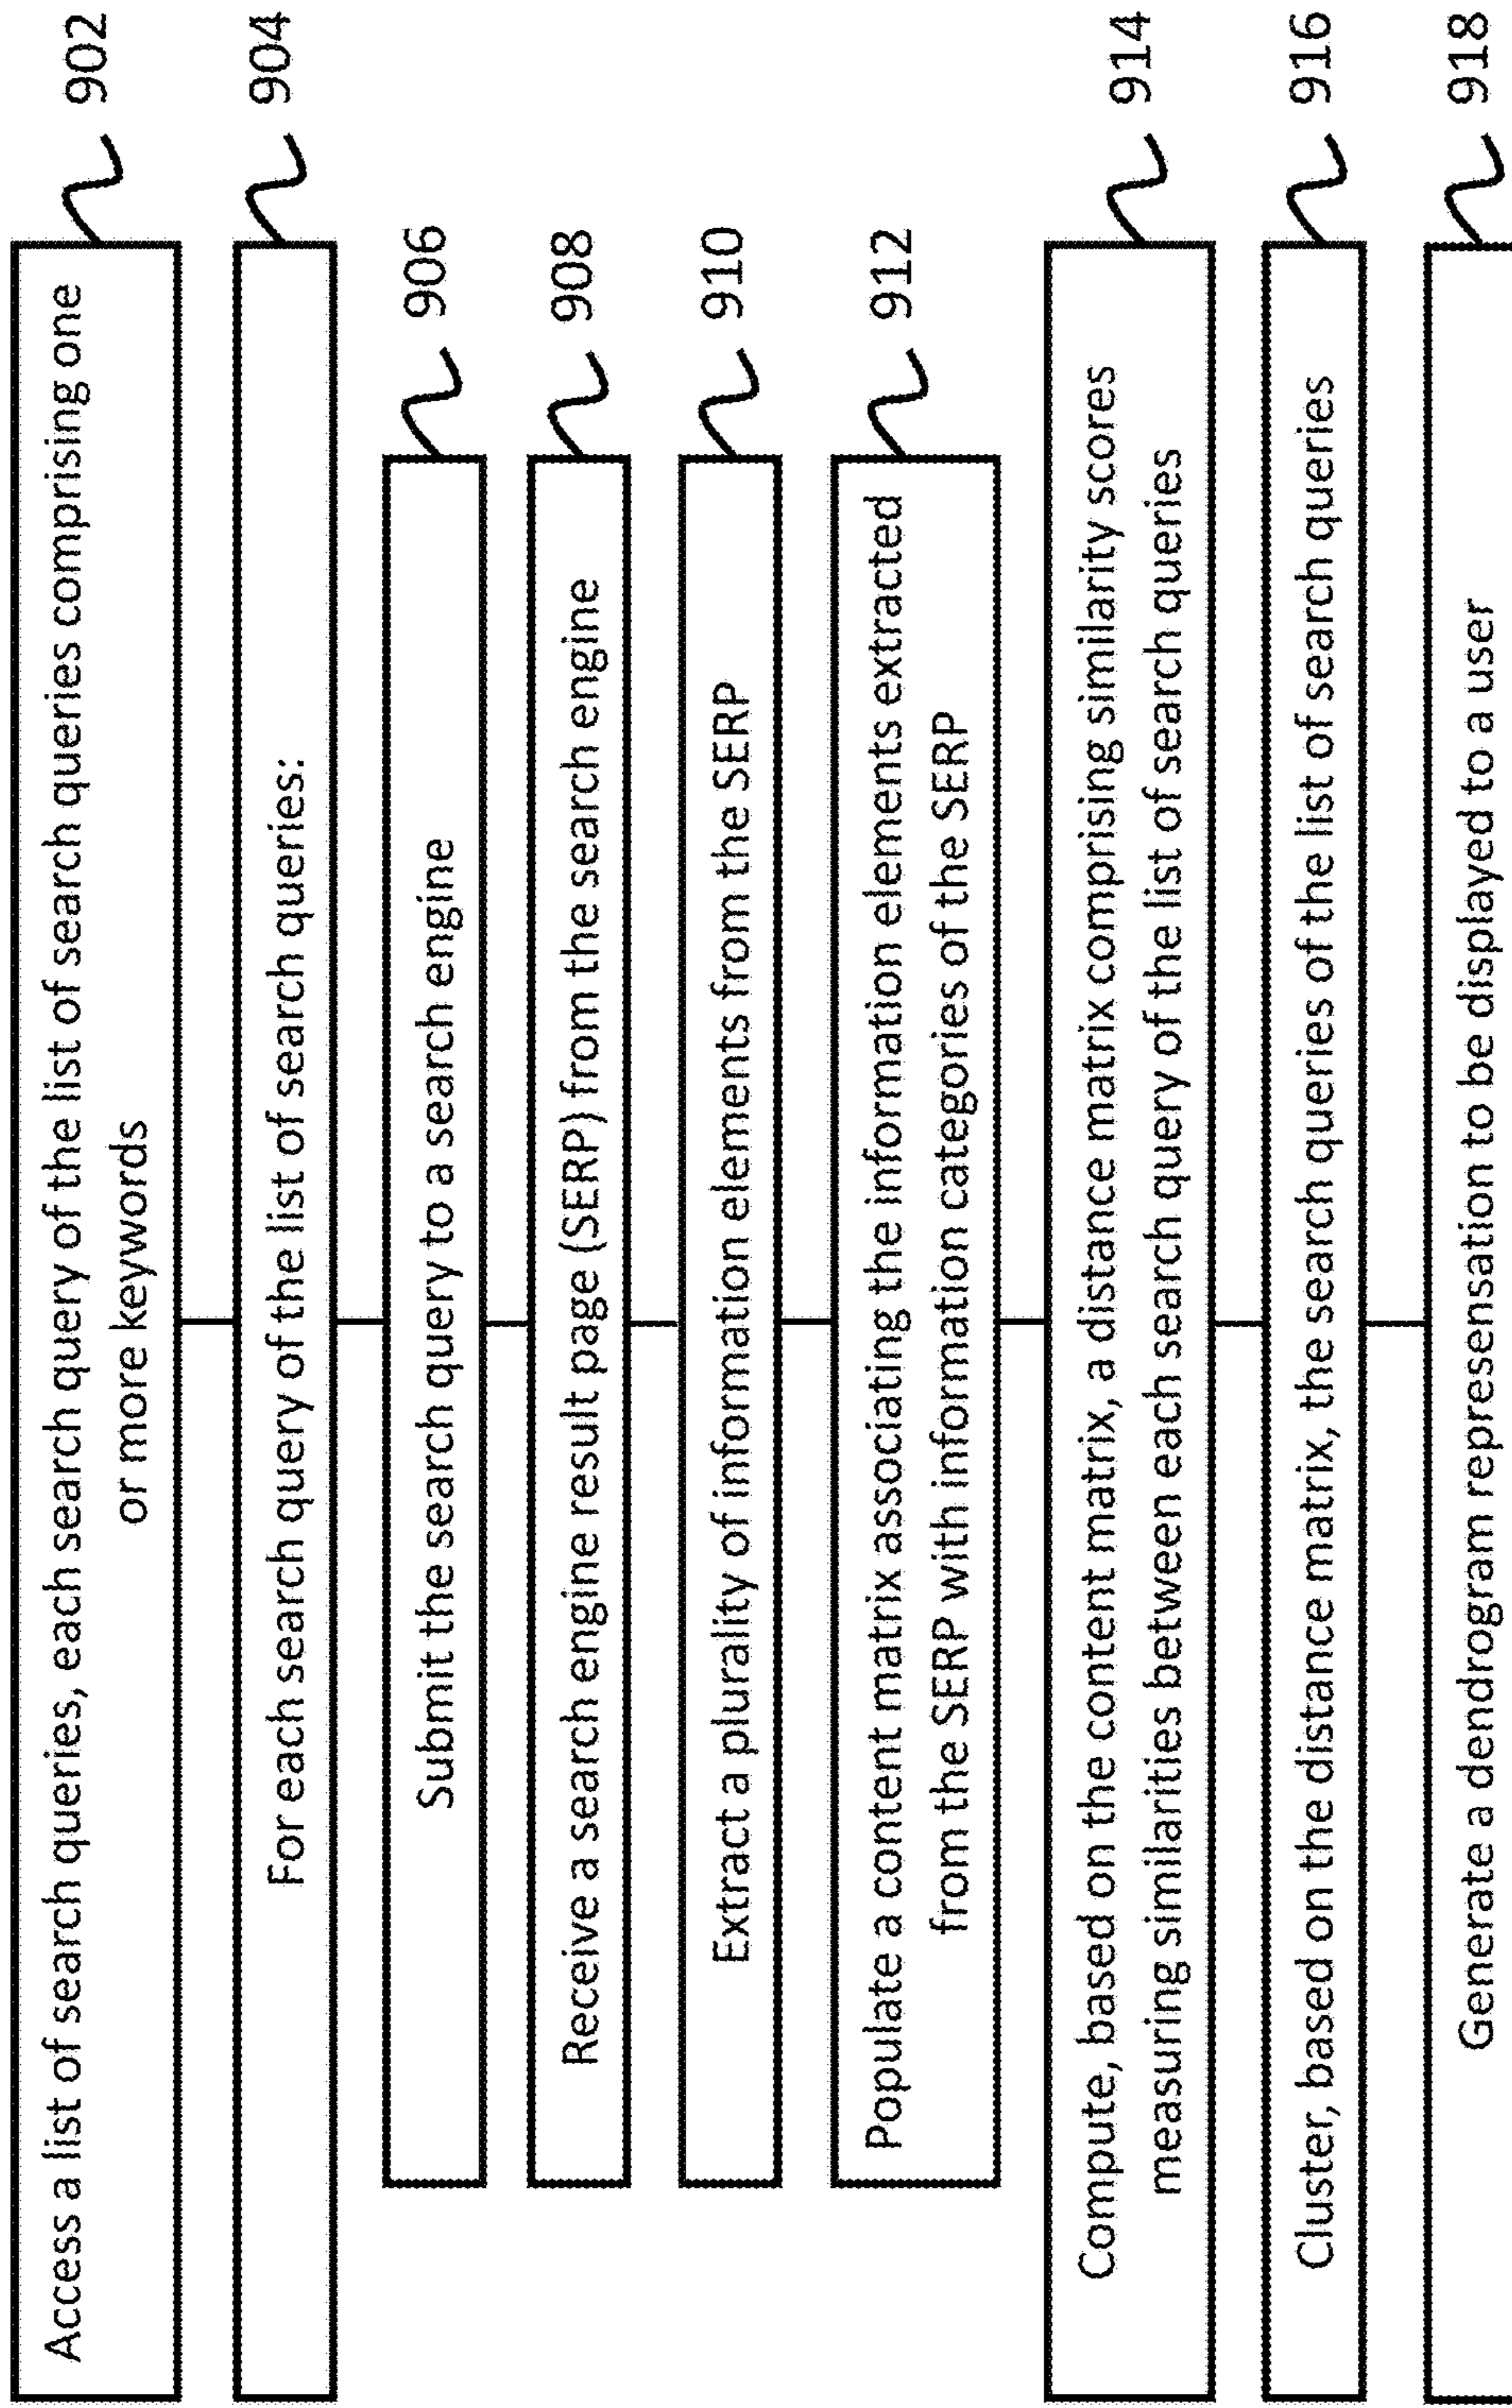 Access a list of search queries, each search query of the list of search queries comprising one
or more keywords
902
For each search query of the list of search queries:
904
Submit the search query to a search engine
906
Receive a search engine result page (SERP) from the search engine
908
Extract a plurality of information elements from the SERP
910
Populate a content matrix associating the information elements extracted
from the SERP with information categories of the SERP
912
Compute, based on the content matrix, a distance matrix comprising similarity scores
measuring similarities between each search query of the list of search queries
914
Cluster, based on the distance matrix, the search queries of the list of search queries
916
Generate a dendrogram representation to be displayed to a user
918